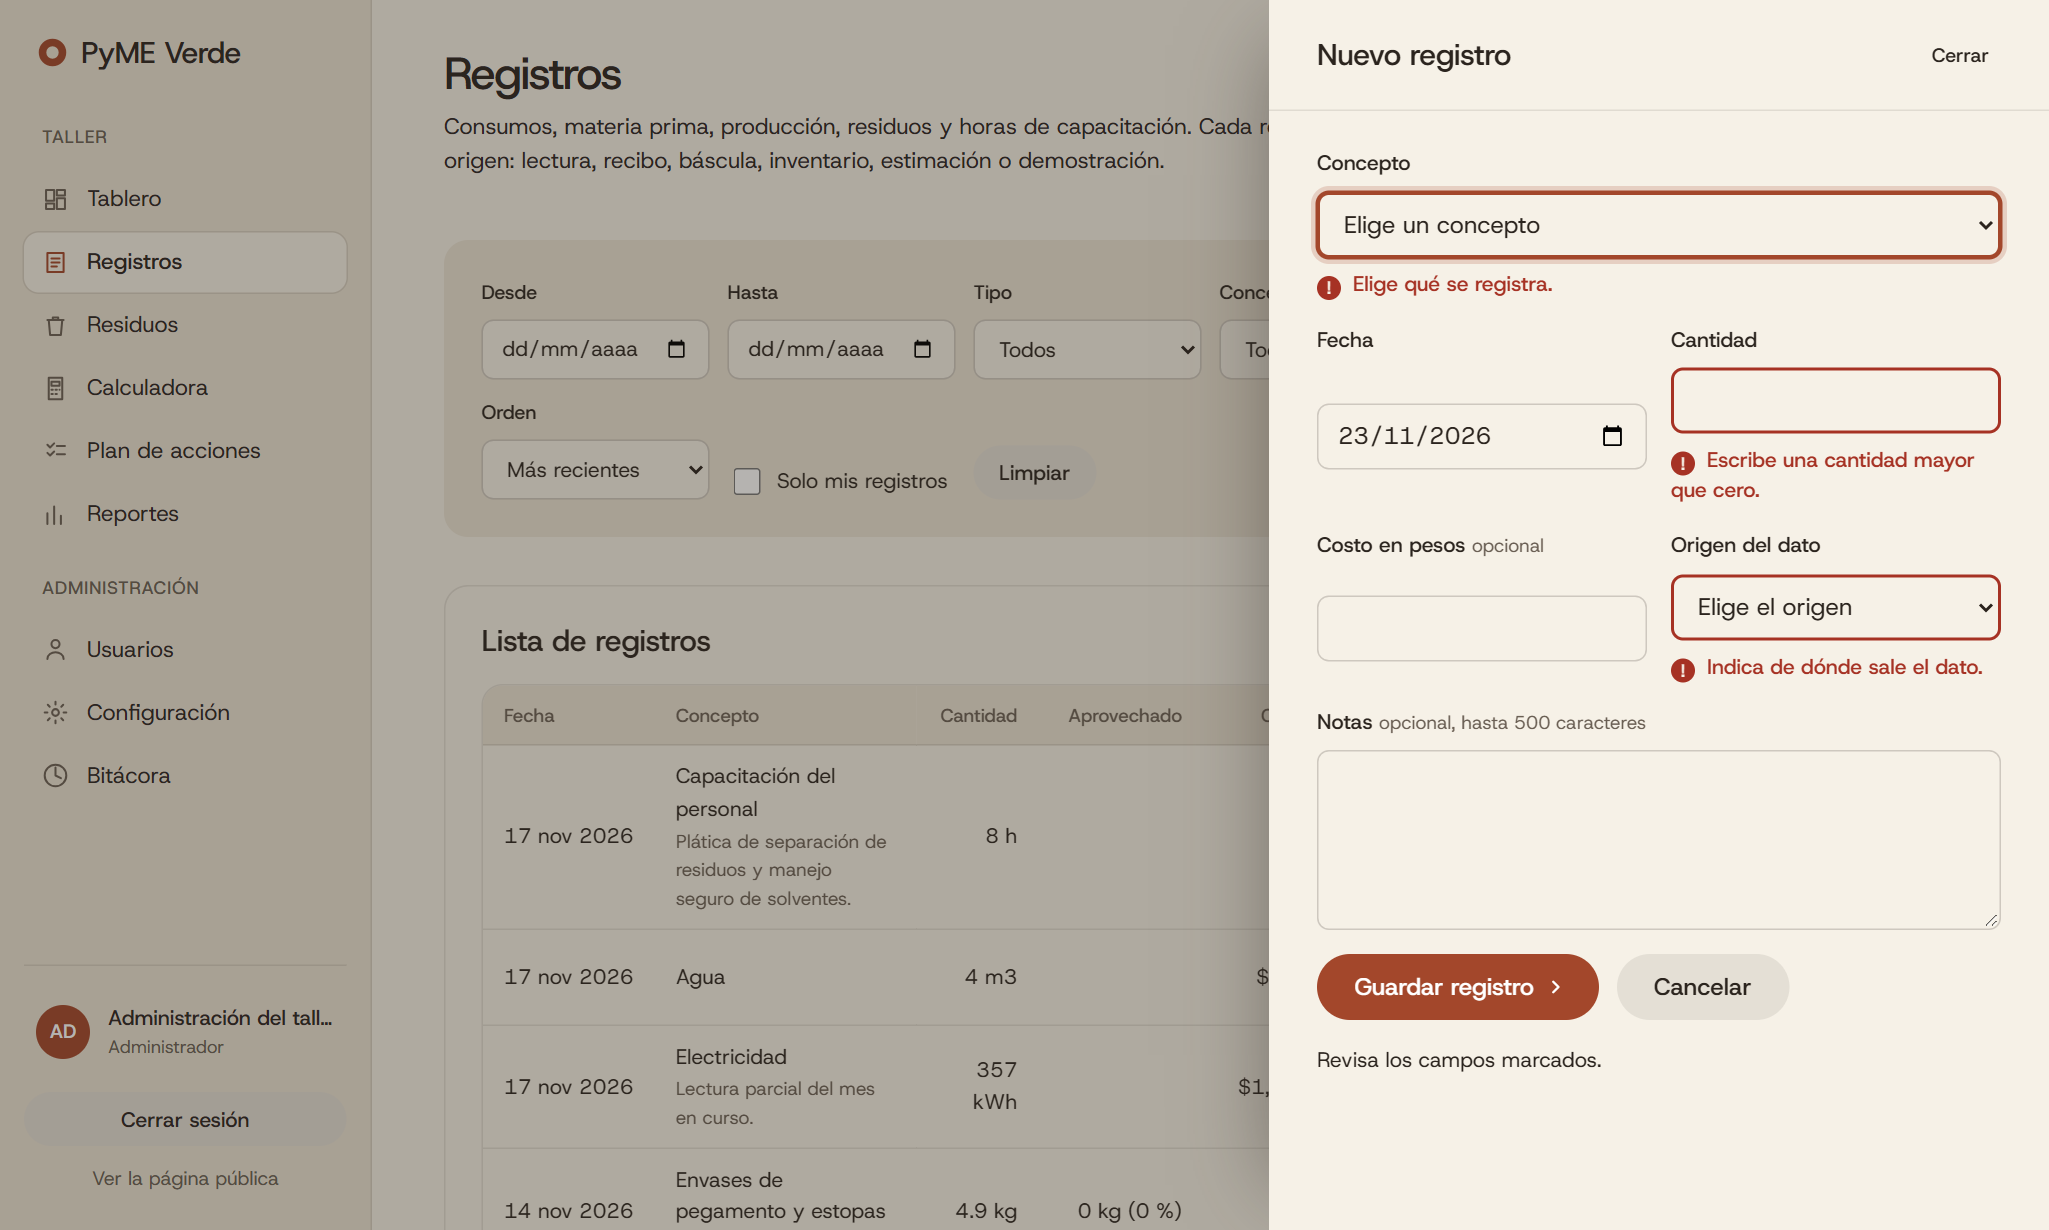 PyME Verde
TALLER
Tablero
Registros
Residuos
Calculadora
Plan de acciones
Reportes
ADMINISTRACIÓN
Usuarios
Configuración
Bitácora
AD
Administración del tall...
Administrador
Cerrar sesión
Ver la página pública
Registros
Consumos, materia prima, producción, residuos y horas de capacitación. Cada r
origen: lectura, recibo, báscula, inventario, estimación o demostración.
Desde
Hasta
Tipo
Conc
dd/mm/aaaa
dd/mm/aaaa
Todos
To
Orden
Más recientes
Solo mis registros
Limpiar
Lista de registros
Fecha
Concepto
Cantidad
Aprovechado
17 nov 2026
Capacitación del
personal
Plática de separación de
residuos y manejo
seguro de solventes.
8 h
17 nov 2026
Agua
4 m3
$
17 nov 2026
Electricidad
Lectura parcial del mes
en curso.
357
kWh
$1,
14 nov 2026
Envases de
pegamento y estopas
4.9 kg
0 kg (0 %)
Nuevo registro
Cerrar
Concepto
Elige un concepto
! Elige qué se registra.
Fecha
23/11/2026
Cantidad
! Escribe una cantidad mayor
que cero.
Costo en pesos opcional
Origen del dato
Elige el origen
! Indica de dónde sale el dato.
Notas opcional, hasta 500 caracteres
Guardar registro
Cancelar
Revisa los campos marcados.